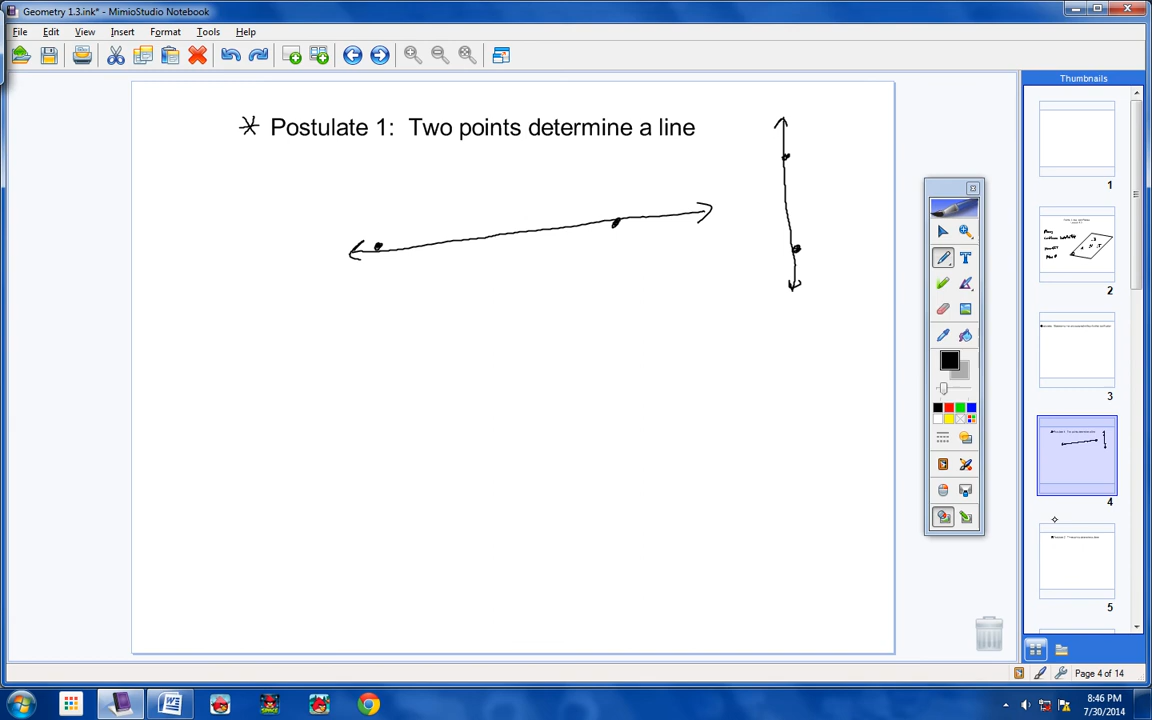 Geometry 1.3.ink* - MimioStudio Notebook
File Edit View Insert Format Tools Help
Thumbnails
* Postulate 1: Two points determine a line
1
2
3
4
5
Page 4 of 14
8:46 PM
7/30/2014